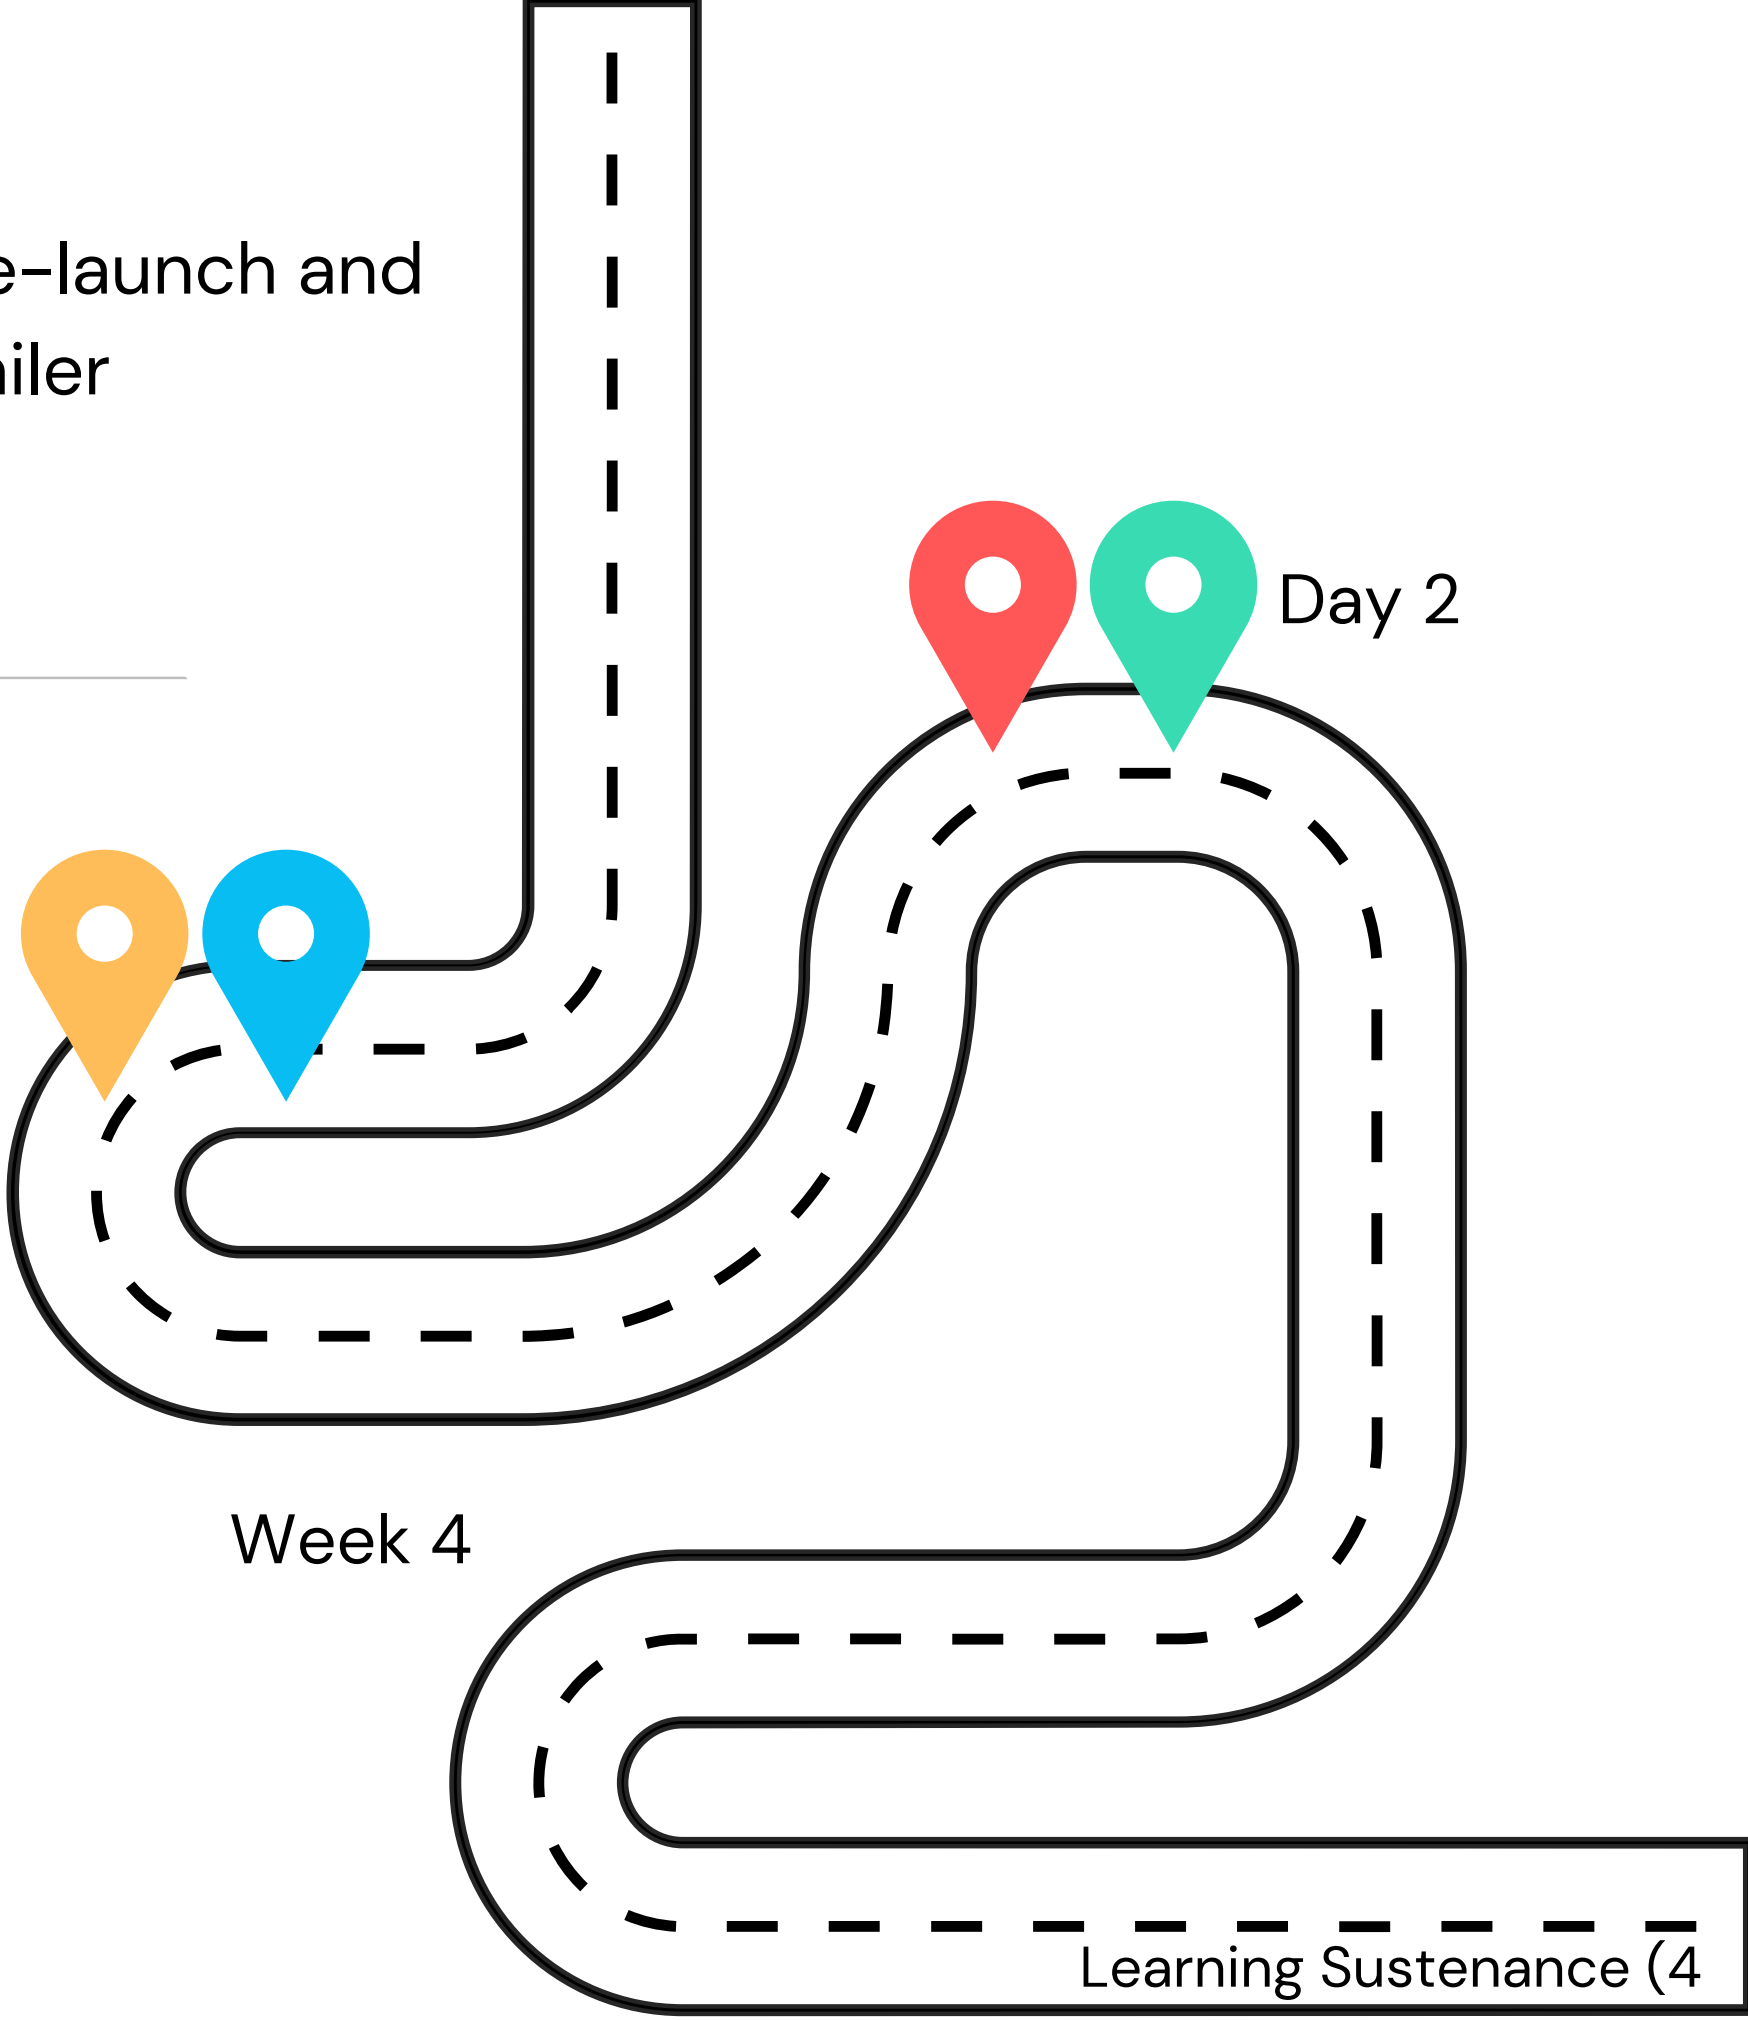 e-launch and
iler
Day 2
Week 4
Learning Sustenance (4